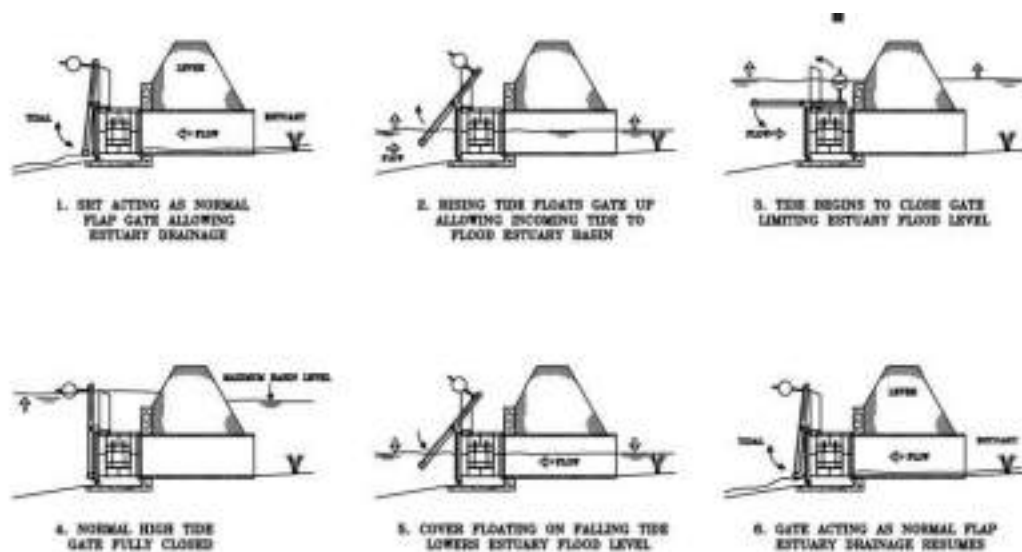 LEVEE
TIDAL
FLOW
ESTUARY
1. SRT ACTING AS NORMAL
FLAP GATE ALLOWING
ESTUARY DRAINAGE
FLOW
2. RISING TIDE FLOATS GATE UP
ALLOWING INCOMING TIDE TO
FLOOD ESTUARY BASIN
FLOW
3. TIDE BEGINS TO CLOSE GATE
LIMITING ESTUARY FLOOD LEVEL
MAXIMUM BASIN LEVEL
4. NORMAL HIGH TIDE
GATE FULLY CLOSED
FLOW
5. COVER FLOATING ON FALLING TIDE
LOWERS ESTUARY FLOOD LEVEL
LEVEE
TIDAL
FLOW
ESTUARY
6. GATE ACTING AS NORMAL FLAP
ESTUARY DRAINAGE RESUMES